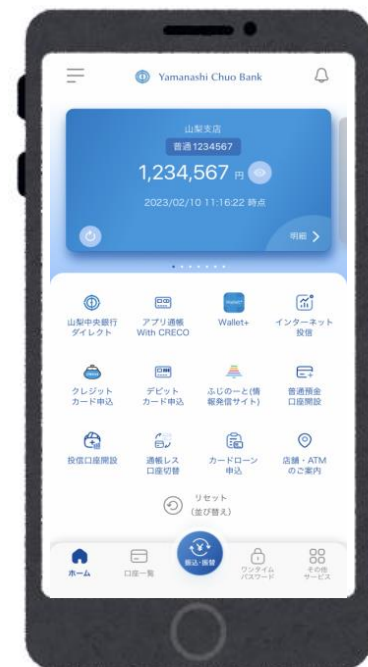 Yamanashi Chuo Bank
山梨支店
普通1234567
1,234,567 円
2023/02/10 11:16:22 時点
明細
山梨中央銀行
ダイレクト
アプリ通帳
With CRECO
Wallet+
インターネット
投信
クレジット
カード申込
デビット
カード申込
ふじのーと(情
報発信サイト)
普通預金
口座開設
投信口座開設
通帳レス
口座切替
カードローン
申込
店舗・ATM
のご案内
リセット
(並び替え)
ホーム
口座一覧
振込・振替
ワンタイム
パスワード
その他
サービス